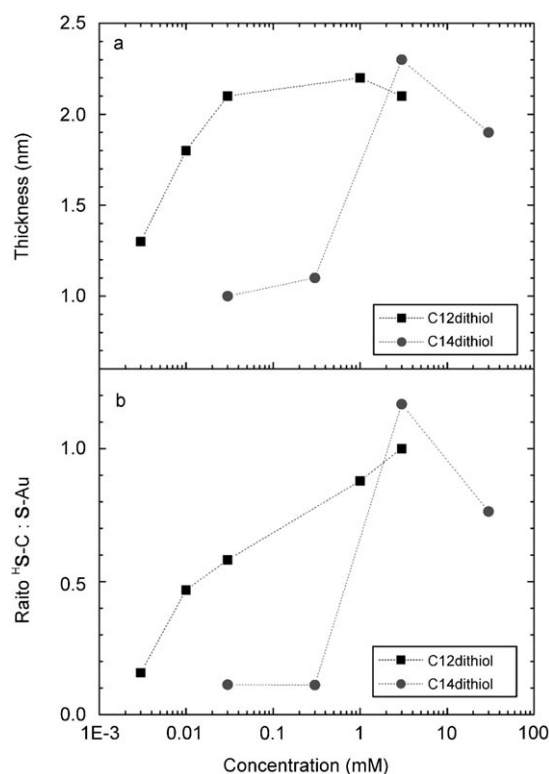 2.5
a
2.0
1.5
1.0
Thickness (nm)
C12dithiol
C14dithiol
b
1.0
0.5
0.0
Raito ᴴS-C : S-Au
C12dithiol
C14dithiol
1E-3 0.01 0.1 1 10 100
Concentration (mM)